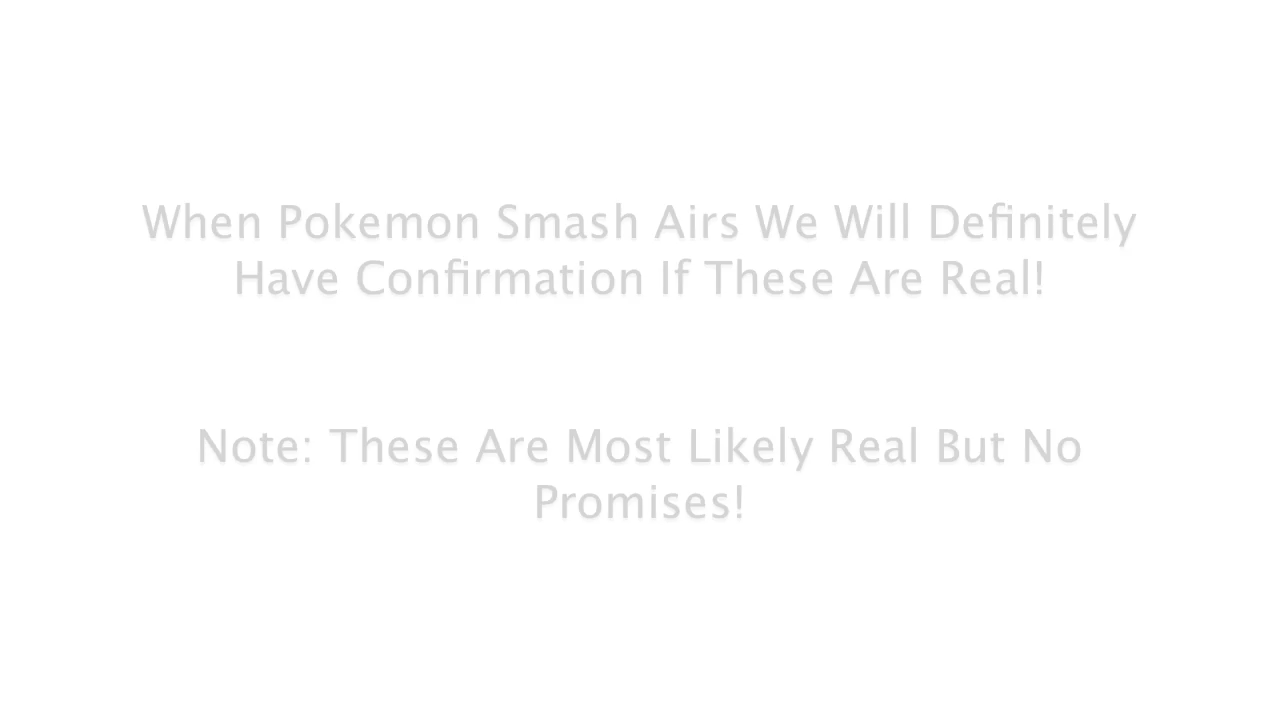 When Pokemon Smash Airs We Will Definitely
Have Confirmation If These Are Real!
Note: These Are Most Likely Real But No
Promises!